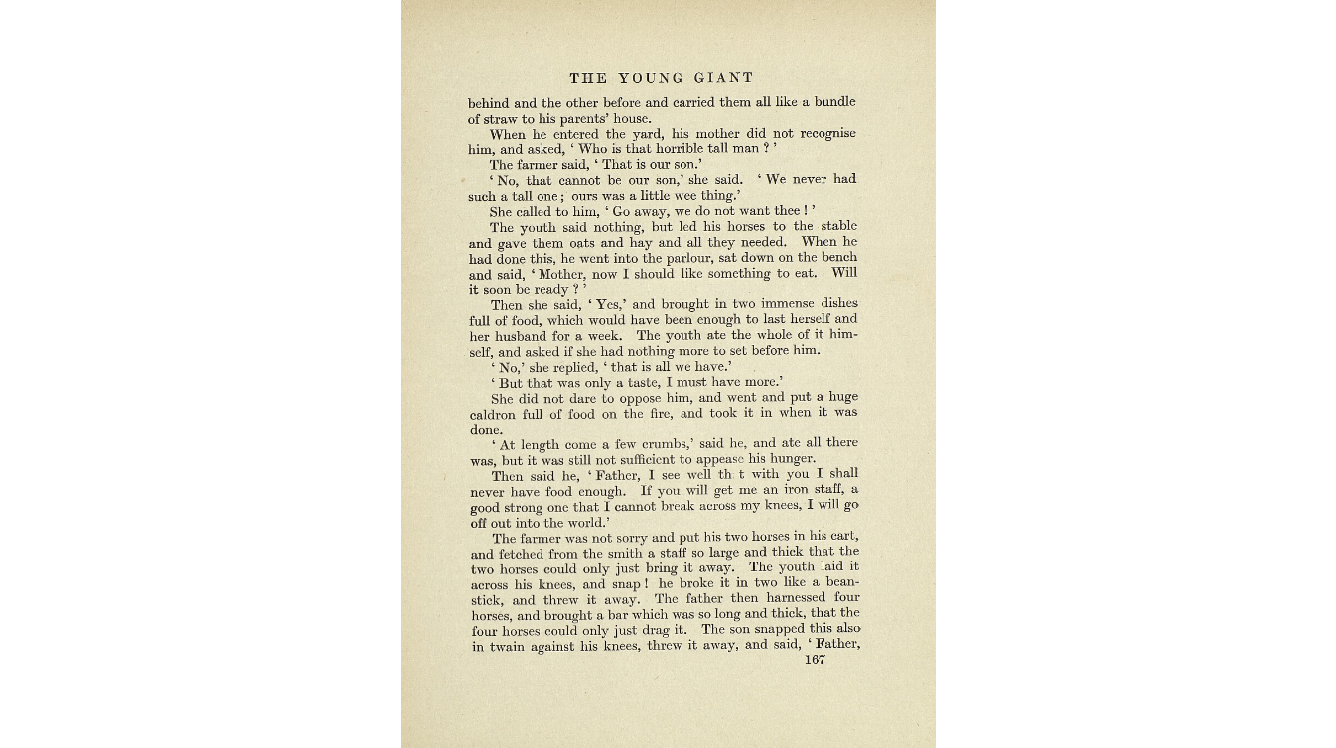 THE YOUNG GIANT
behind and the other before and carried them all like a bundle
of straw to his parents' house.
When he entered the yard, his mother did not recognise
him, and asked, ‘ Who is that horrible tall man ? ’
The farmer said, ‘ That is our son.’
‘ No, that cannot be our son,’ she said. ‘ We never had
such a tall one ; ours was a little wee thing.’
She called to him, ‘ Go away, we do not want thee ! ’
The youth said nothing, but led his horses to the stable
and gave them oats and hay and all they needed. When he
had done this, he went into the parlour, sat down on the bench
and said, ‘ Mother, now I should like something to eat. Will
it soon be ready ? ’
Then she said, ‘ Yes,’ and brought in two immense dishes
full of food, which would have been enough to last herself and
her husband for a week. The youth ate the whole of it him-
self, and asked if she had nothing more to set before him.
‘ No,’ she replied, ‘ that is all we have.’
‘ But that was only a taste, I must have more.’
She did not dare to oppose him, and went and put a huge
caldron full of food on the fire, and took it in when it was
done.
‘ At length come a few crumbs,’ said he, and ate all there
was, but it was still not sufficient to appease his hunger.
Then said he, ‘ Father, I see well th t with you I shall
never have food enough. If you will get me an iron staff, a
good strong one that I cannot break across my knees, I will go
off out into the world.’
The farmer was not sorry and put his two horses in his cart,
and fetched from the smith a staff so large and thick that the
two horses could only just bring it away. The youth laid it
across his knees, and snap ! he broke it in two like a bean-
stick, and threw it away. The father then harnessed four
horses, and brought a bar which was so long and thick, that the
four horses could only just drag it. The son snapped this also
in twain against his knees, threw it away, and said, ‘ Father,
167